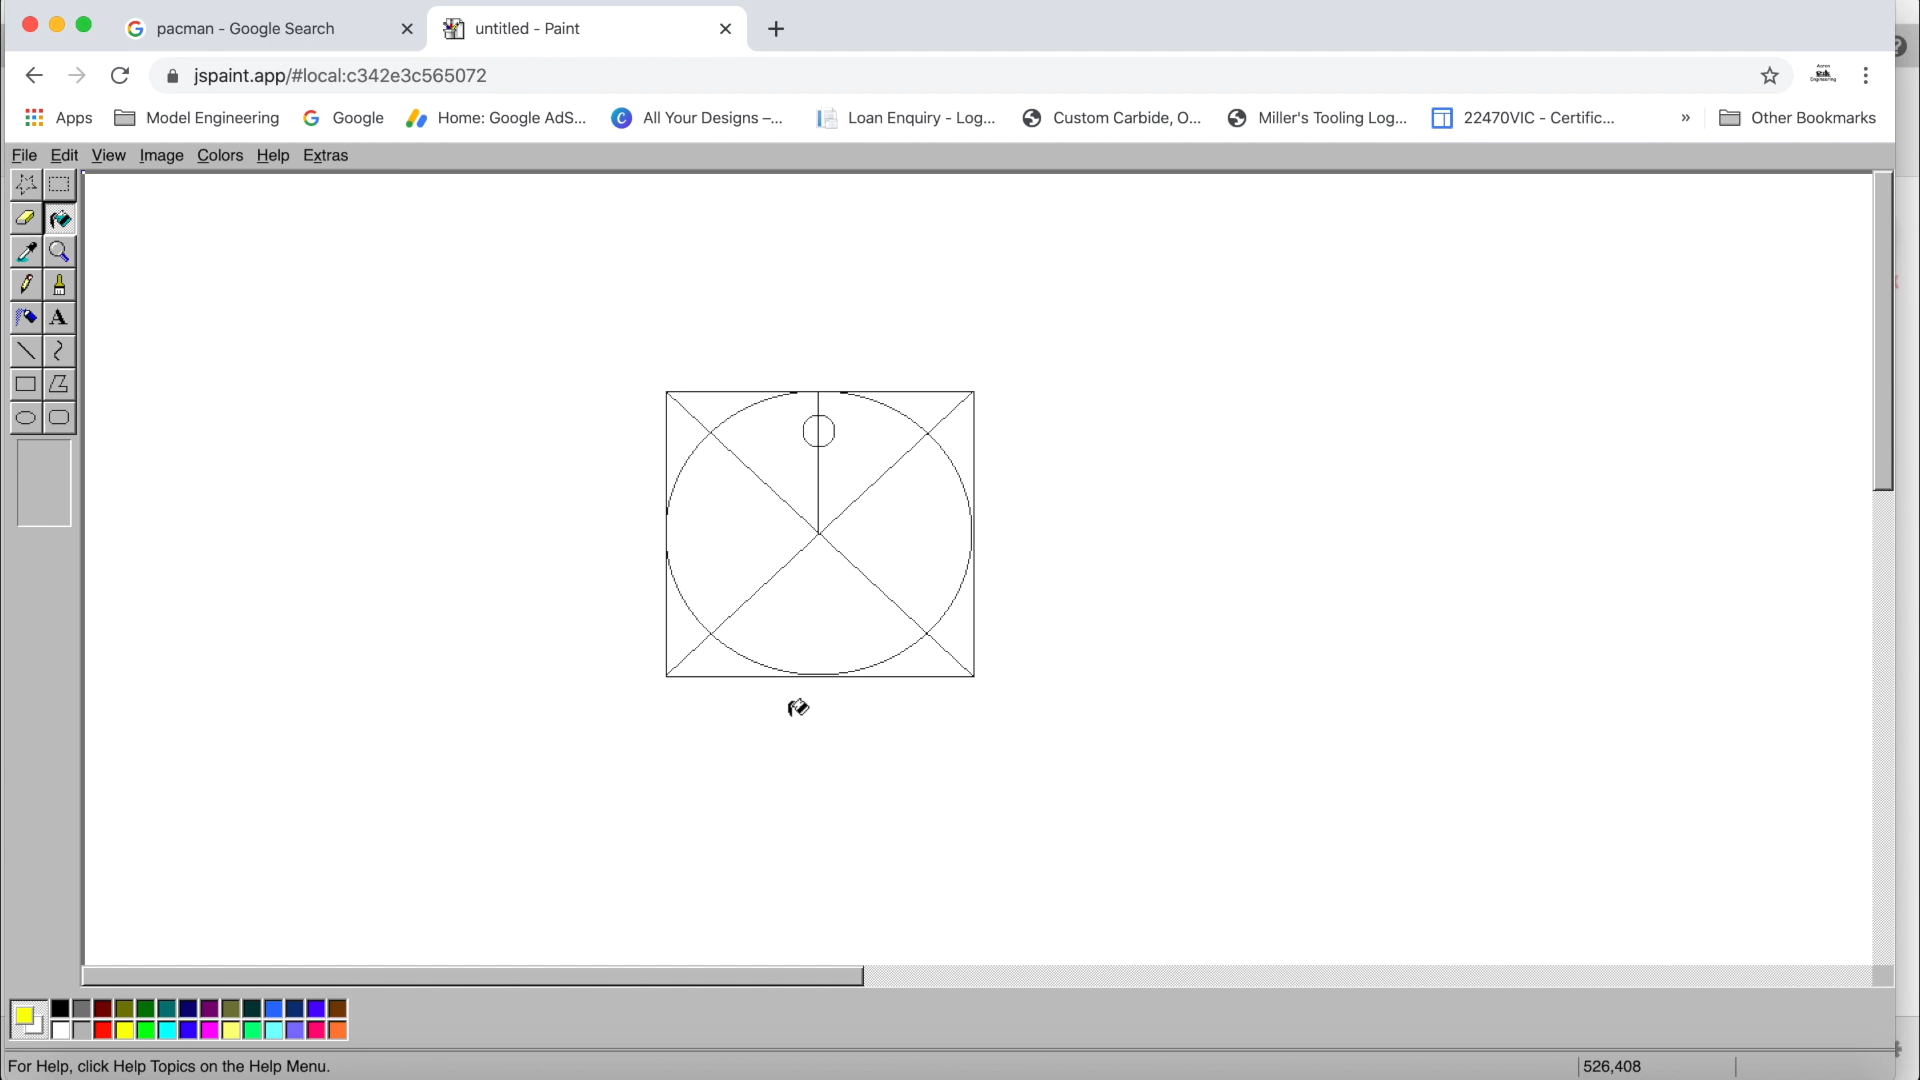 pacman - Google Search
untitled - Paint
jspaint.app/#local:c342e3c565072
Apps
Model Engineering
Google
Home: Google AdS...
All Your Designs –...
Loan Enquiry - Log...
Custom Carbide, O...
Miller's Tooling Log...
22470VIC - Certific...
»
Other Bookmarks
File Edit View Image Colors Help Extras
A
For Help, click Help Topics on the Help Menu.
526,408